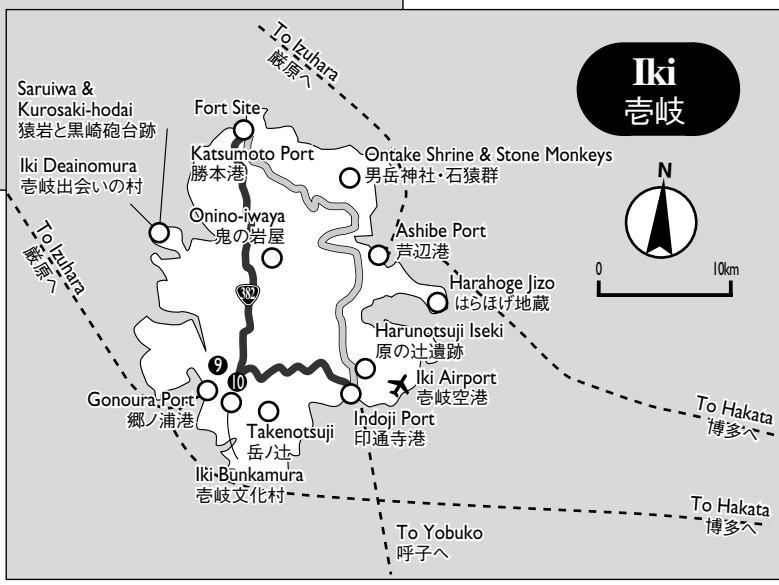 To Izuhara
厳原へ
Iki
壱岐
Saruiwa &
Kurosaki-hodai
猿岩と黒崎砲台跡
Fort Site
Katsumoto Port
勝本港
Ontake Shrine & Stone Monkeys
男岳神社・石猿群
N
Iki Deainomura
壱岐出会いの村
Onino-iwaya
鬼の岩屋
Ashibe Port
芦辺港
To Izuhara
厳原へ
0 10km
Harahoge Jizo
はらほげ地蔵
382
Harunotsuji Iseki
原の辻遺跡
9
10
Iki Airport
壱岐空港
Gonoura Port
郷ノ浦港
Indoji Port
印通寺港
To Hakata
博多へ
Takenotsuji
岳ノ辻
Iki Bunkamura
壱岐文化村
To Hakata
博多へ
To Yobuko
呼子へ